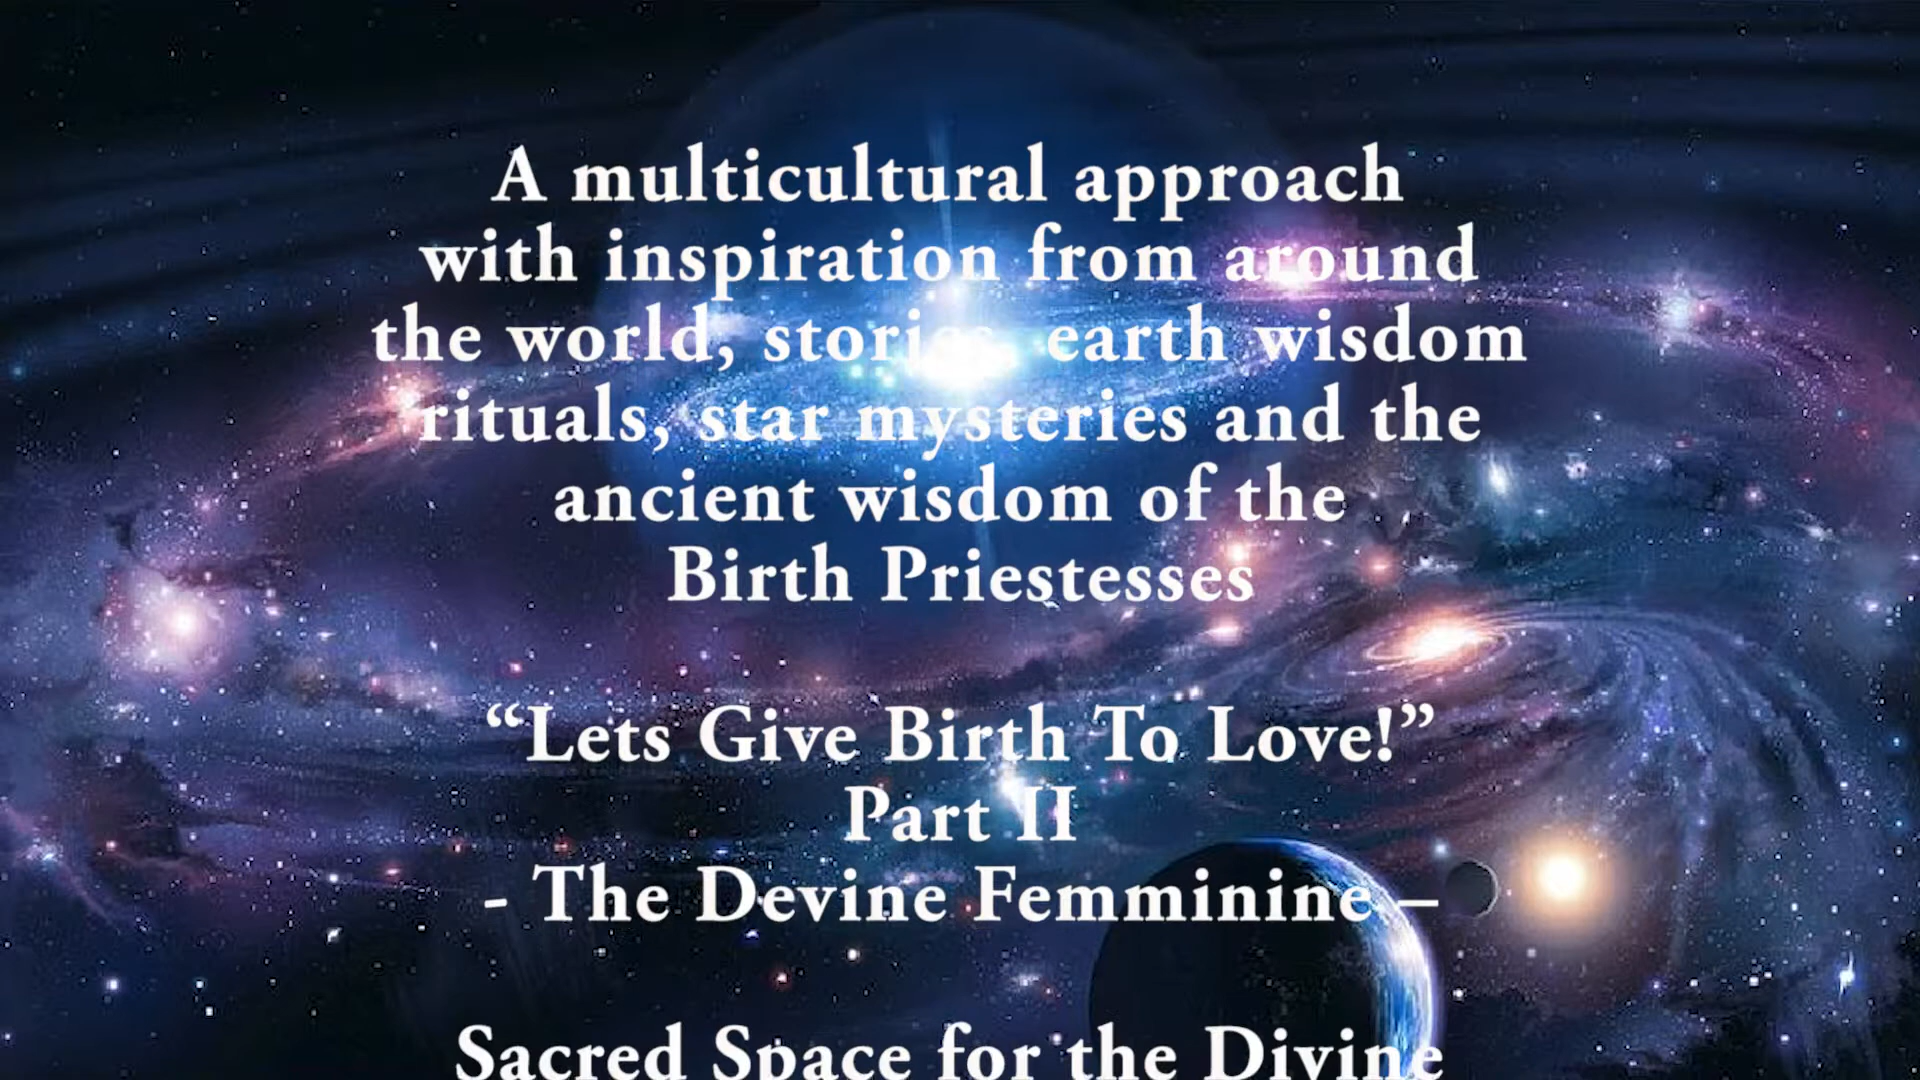 A multicultural approach
with inspiration from around
the world, stories, earth wisdom
rituals, star mysteries and the
ancient wisdom of the
Birth Priestesses
“Lets Give Birth To Love!”
Part II
- The Devine Femminine –
Sacred Space for the Divine